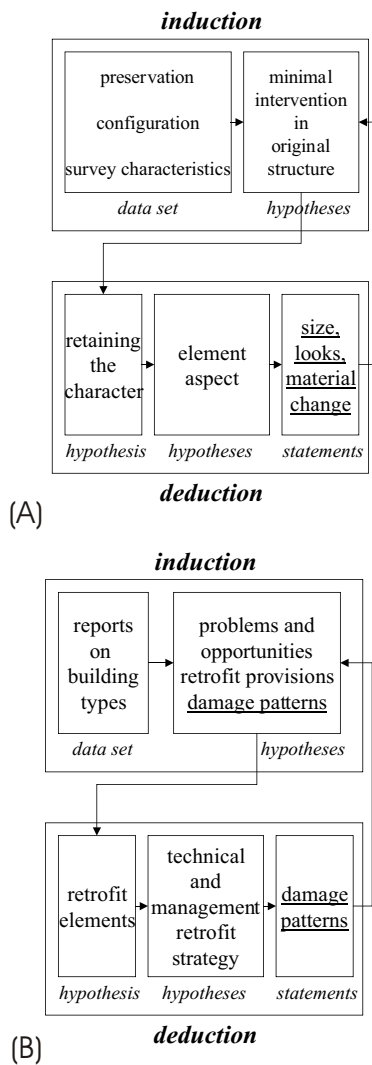 induction
preservation
configuration
survey characteristics
data set
minimal
intervention
in
original
structure
hypotheses
retaining
the
character
hypothesis
element
aspect
hypotheses
size,
looks,
material
change
statements
deduction
(A)
induction
reports
on
building
types
data set
problems and
opportunities
retrofit provisions
damage patterns
hypotheses
retrofit
elements
hypothesis
technical
and
management
retrofit
strategy
hypotheses
damage
patterns
statements
deduction
(B)